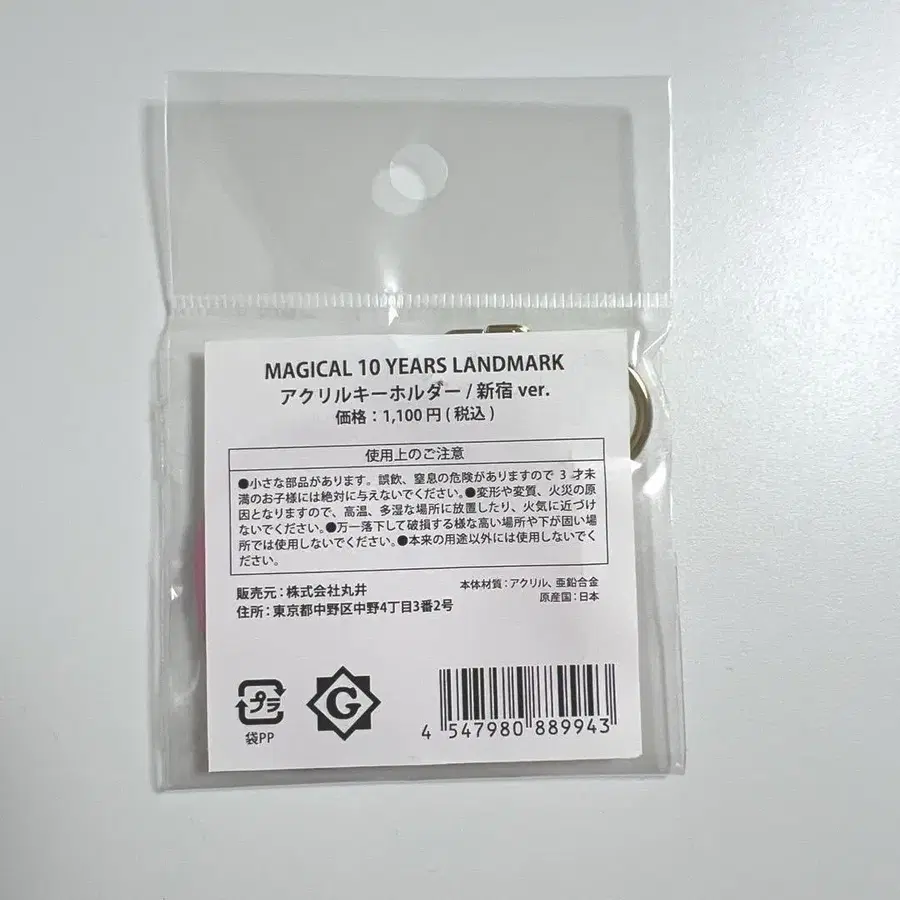 MAGICAL 10 YEARS LANDMARK
アクリルキーホルダー / 新宿 ver.
価格：1,100円 ( 税込 )
使用上のご注意
●小さな部品があります。誤飲、窒息の危険がありますので 3 才未
満のお子様には絶対に与えないでください。●変形や変質、火災の原
因となりますので、高温、多湿な場所に放置したり、火気に近づけ
ないでください。●万一落下して破損する様な高い場所や下が固い場
所では使用しないでください。●本来の用途以外には使用しないでく
ださい。
販売元：株式会社丸井
住所：東京都中野区中野4丁目3番2号
本体材質：アクリル、亜鉛合金
原産国：日本
プラ
袋PP
G
4 547980 889943